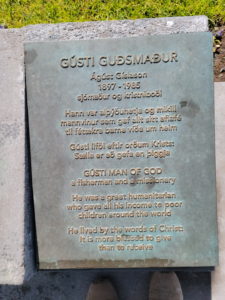 GÚSTI GUÐSMAÐUR
Ágúst Gíslason
1897 - 1985
sjómaður og kristniboði
Hann var alþýðuhetja og mikill
mannvinur sem gaf allt sitt aflafé
til fátækra barna víða um heim
Gústi lifði eftir orðum Krists:
Sælla er að gefa en þiggja
GÚSTI MAN OF GOD
a fisherman and a missionary
He was a great humanitarian
who gave all his income to poor
children around the world
He lived by the words of Christ:
It is more blessed to give
than to receive